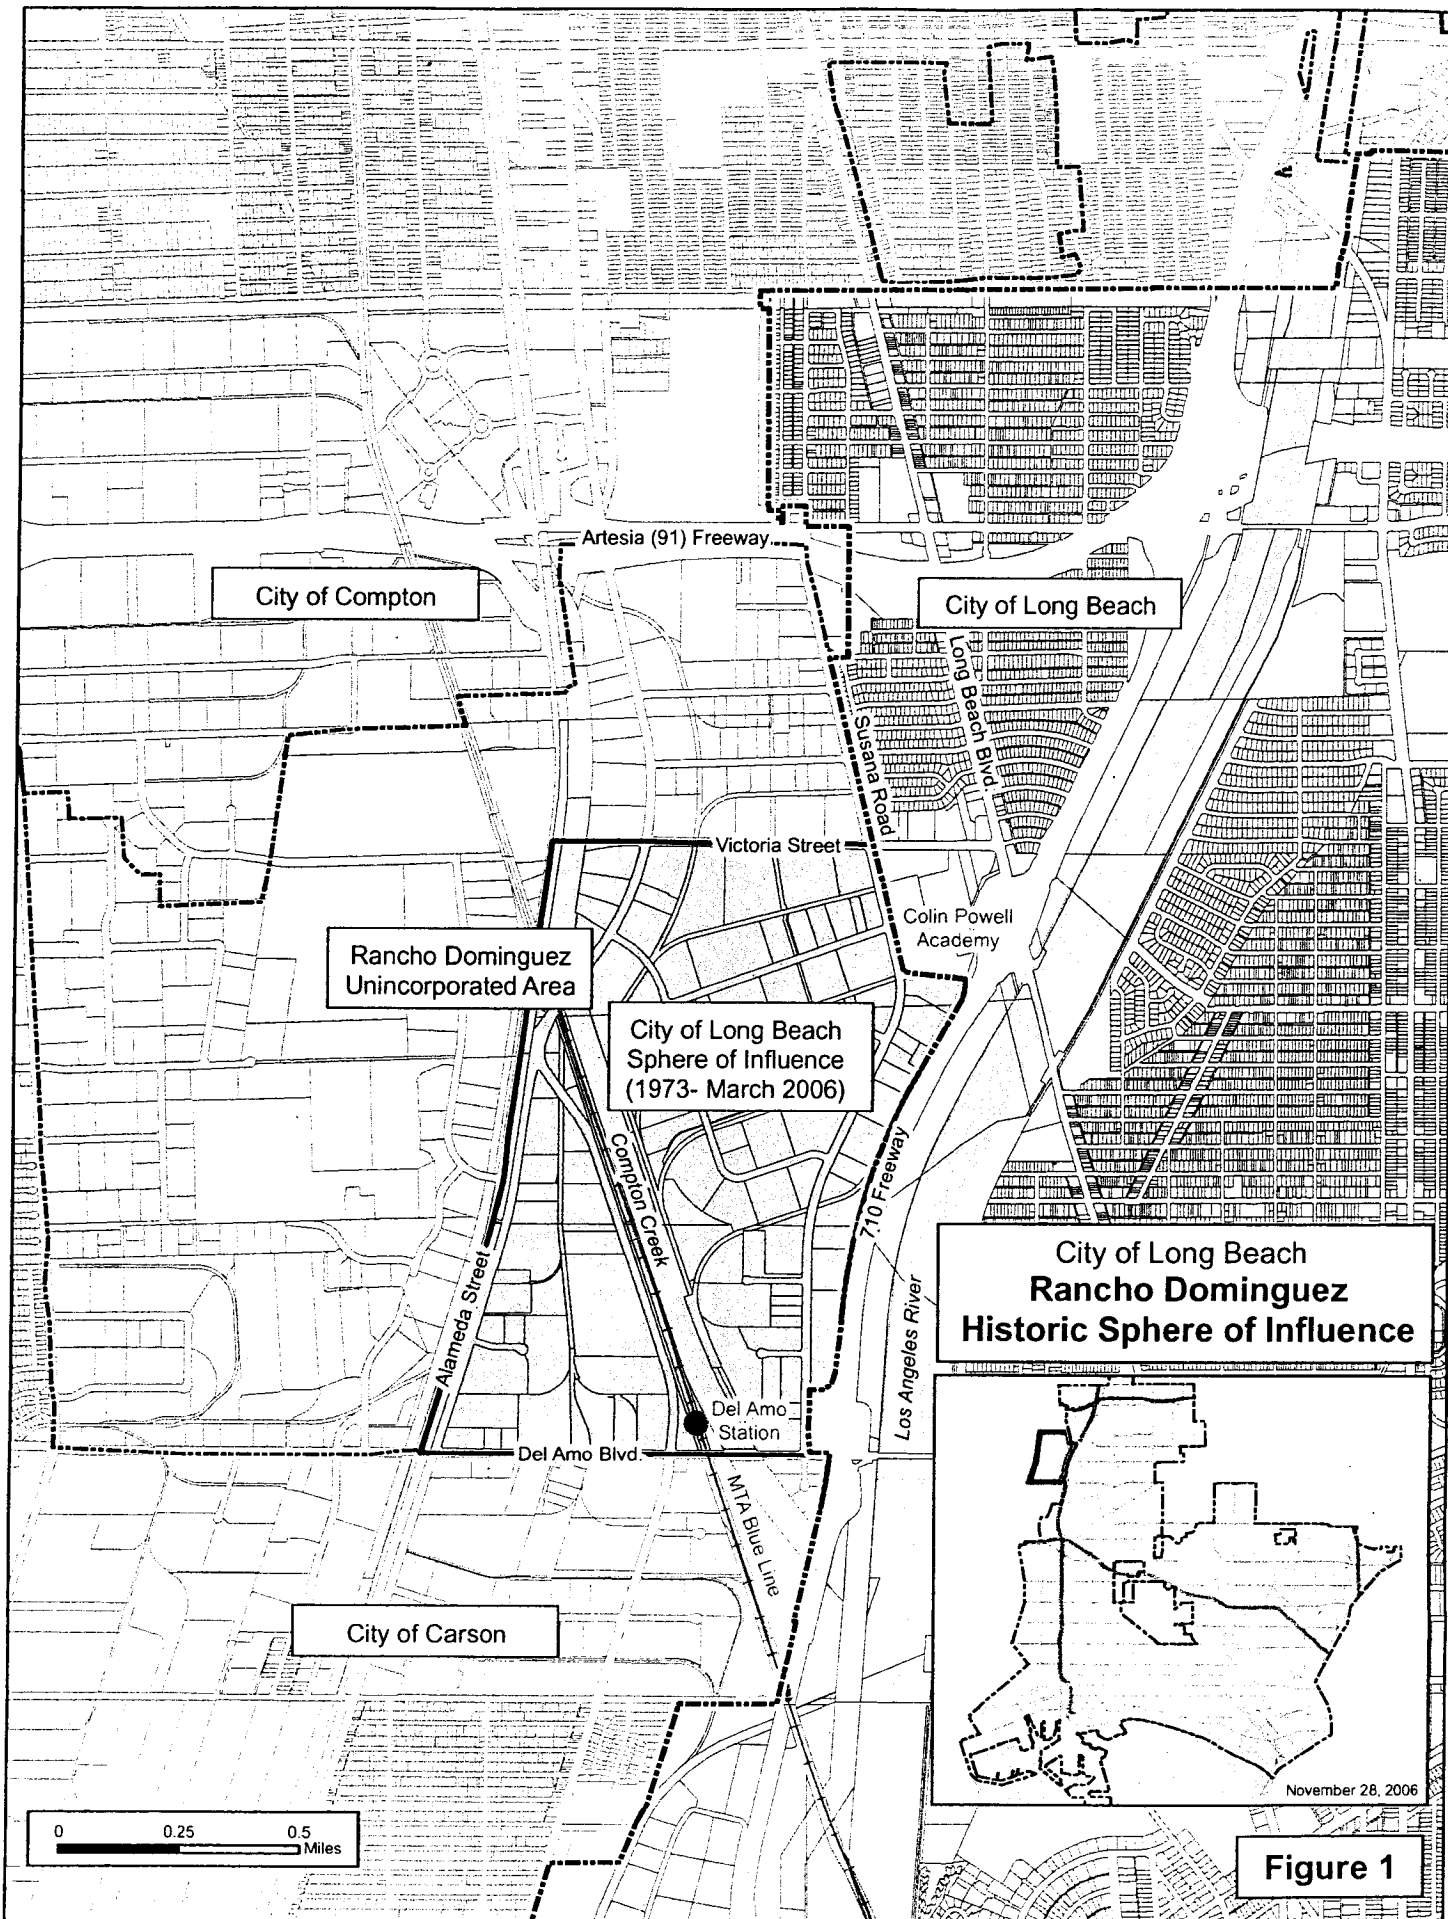 Artesia (91) Freeway
City of Compton
City of Long Beach
Long Beach Blvd.
Susana Road
Victoria Street
Colin Powell
Academy
Rancho Dominguez
Unincorporated Area
City of Long Beach
Sphere of Influence
(1973- March 2006)
Compton Creek
710 Freeway
Alameda Street
Los Angeles River
City of Long Beach
Rancho Dominguez
Historic Sphere of Influence
Del Amo
Station
Del Amo Blvd.
MTA Blue Line
City of Carson
November 28, 2006
0 0.25 0.5
Miles
Figure 1